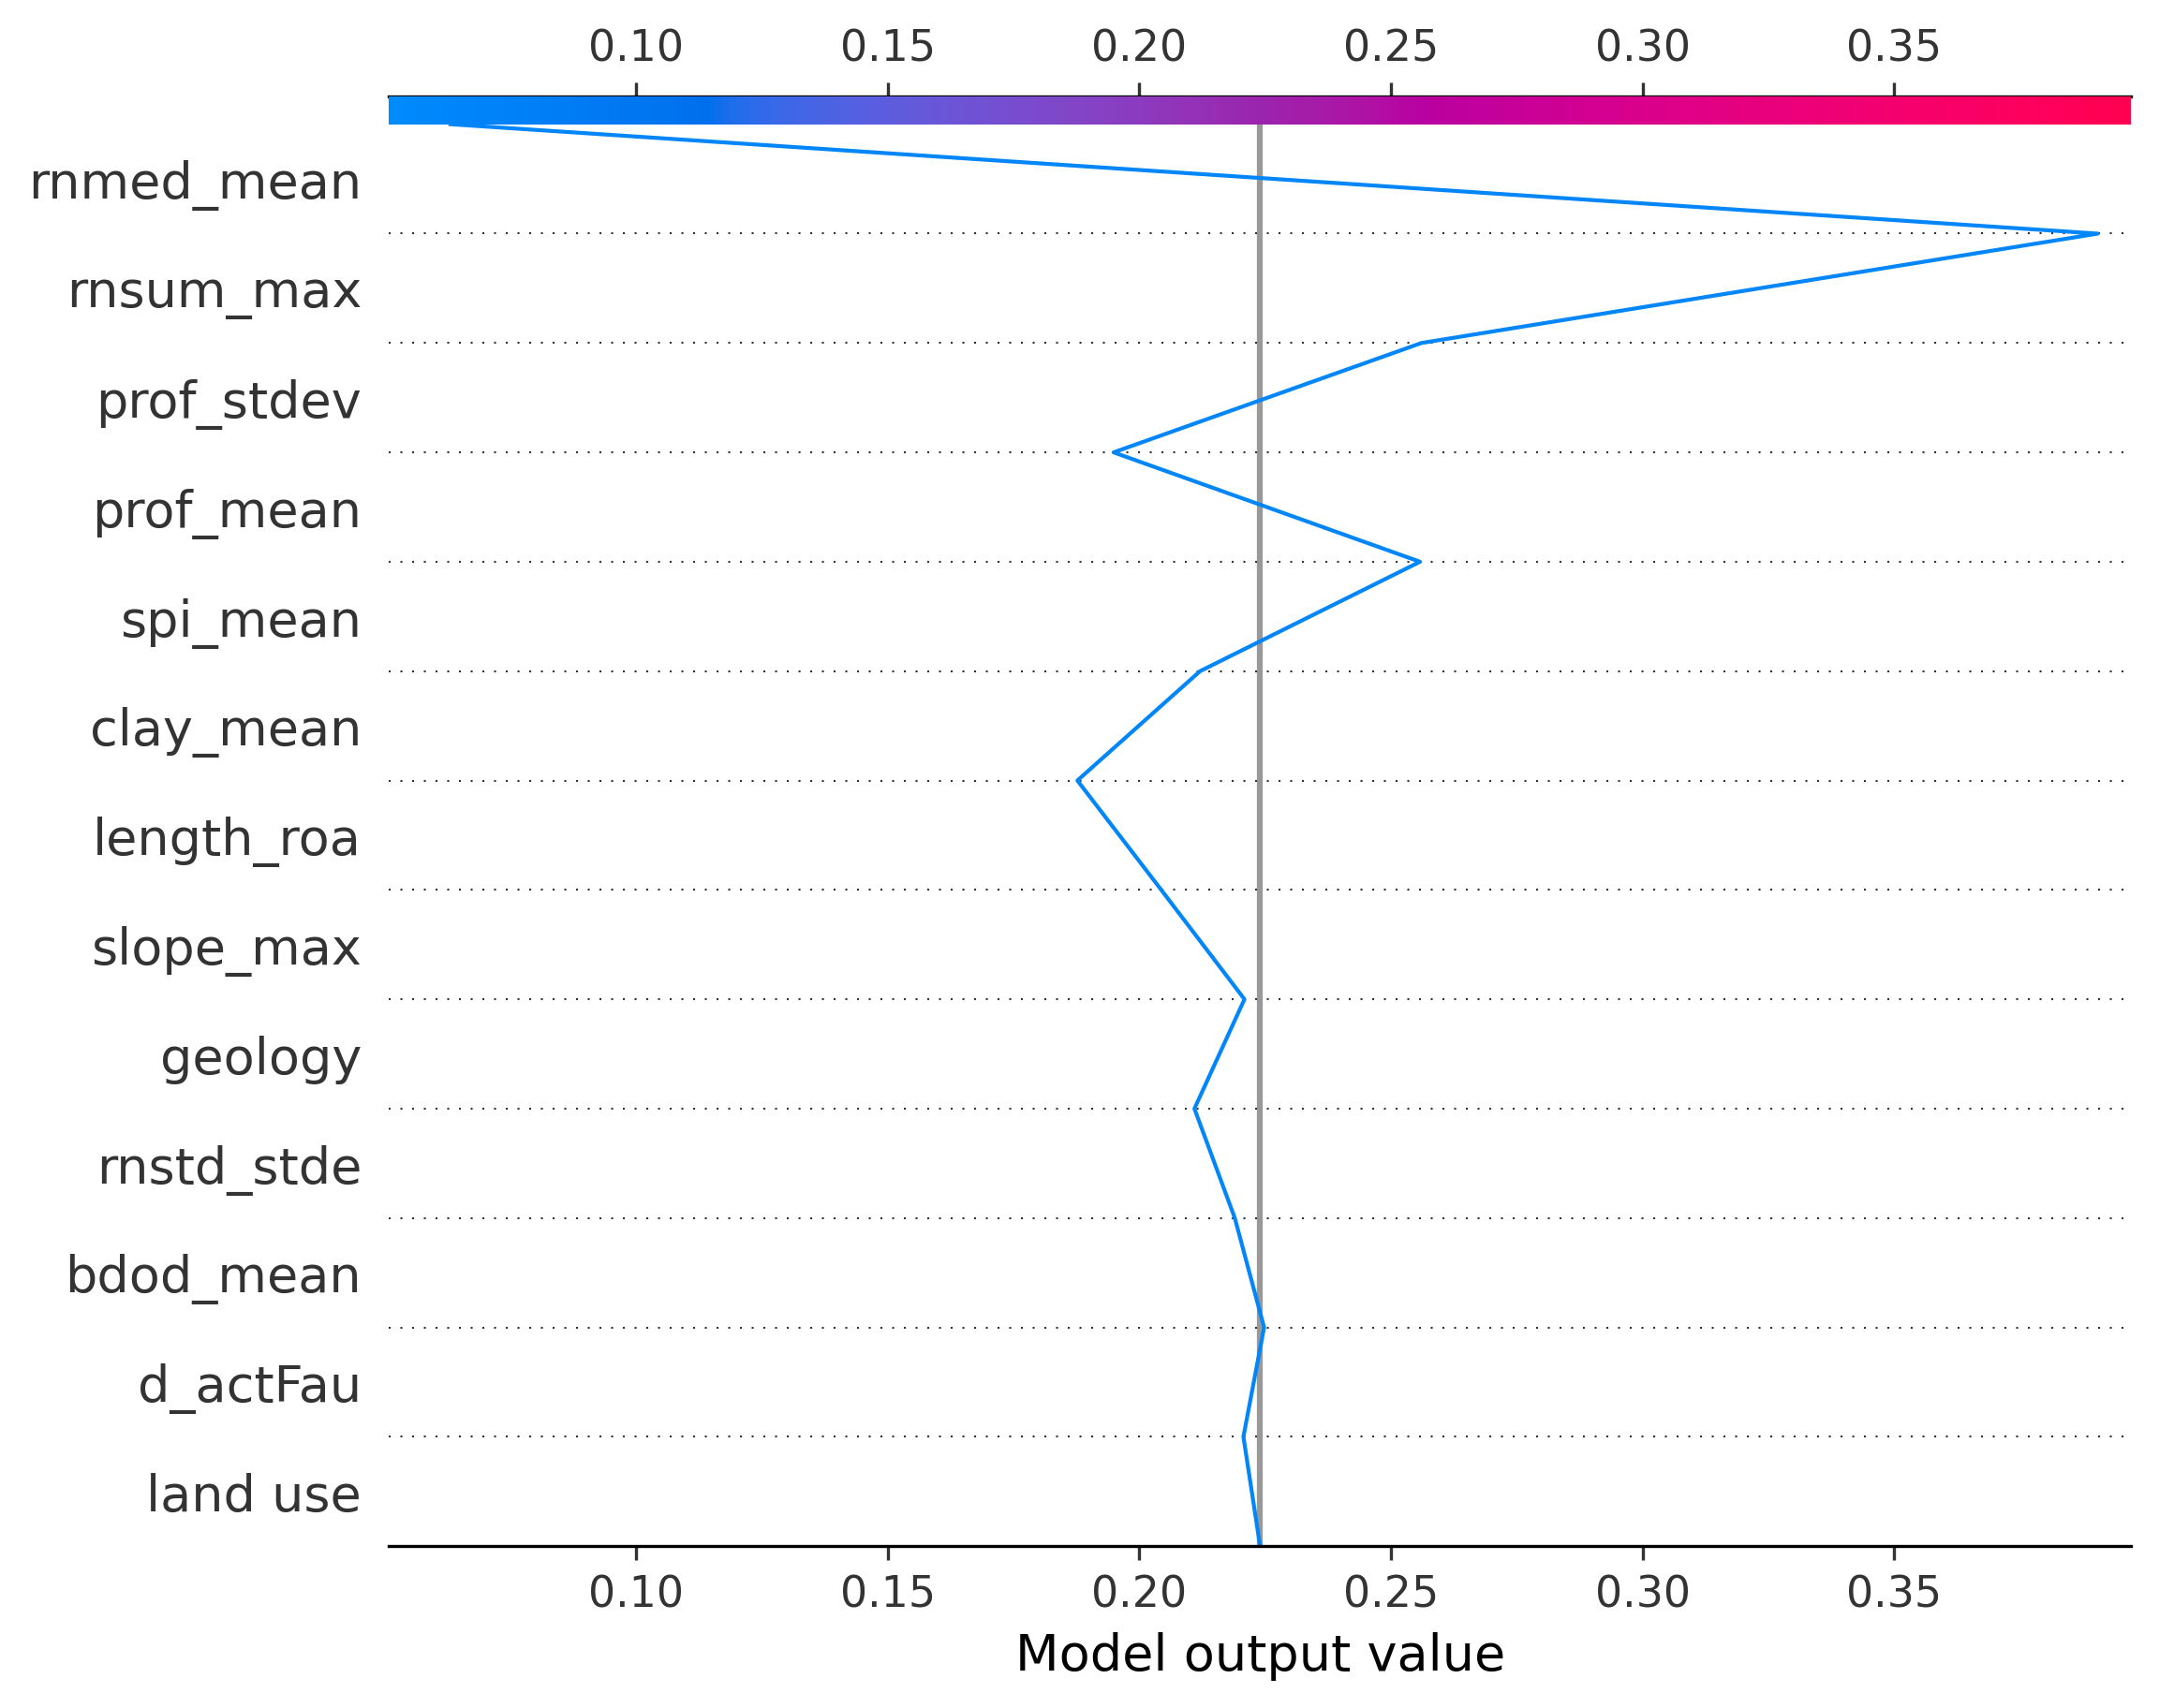 0.10 0.15 0.20 0.25 0.30 0.35
rnmed_mean
rnsum_max
prof_stdev
prof_mean
spi_mean
clay_mean
length_roa
slope_max
geology
rnstd_stde
bdod_mean
d_actFau
land use
0.10 0.15 0.20 0.25 0.30 0.35
Model output value